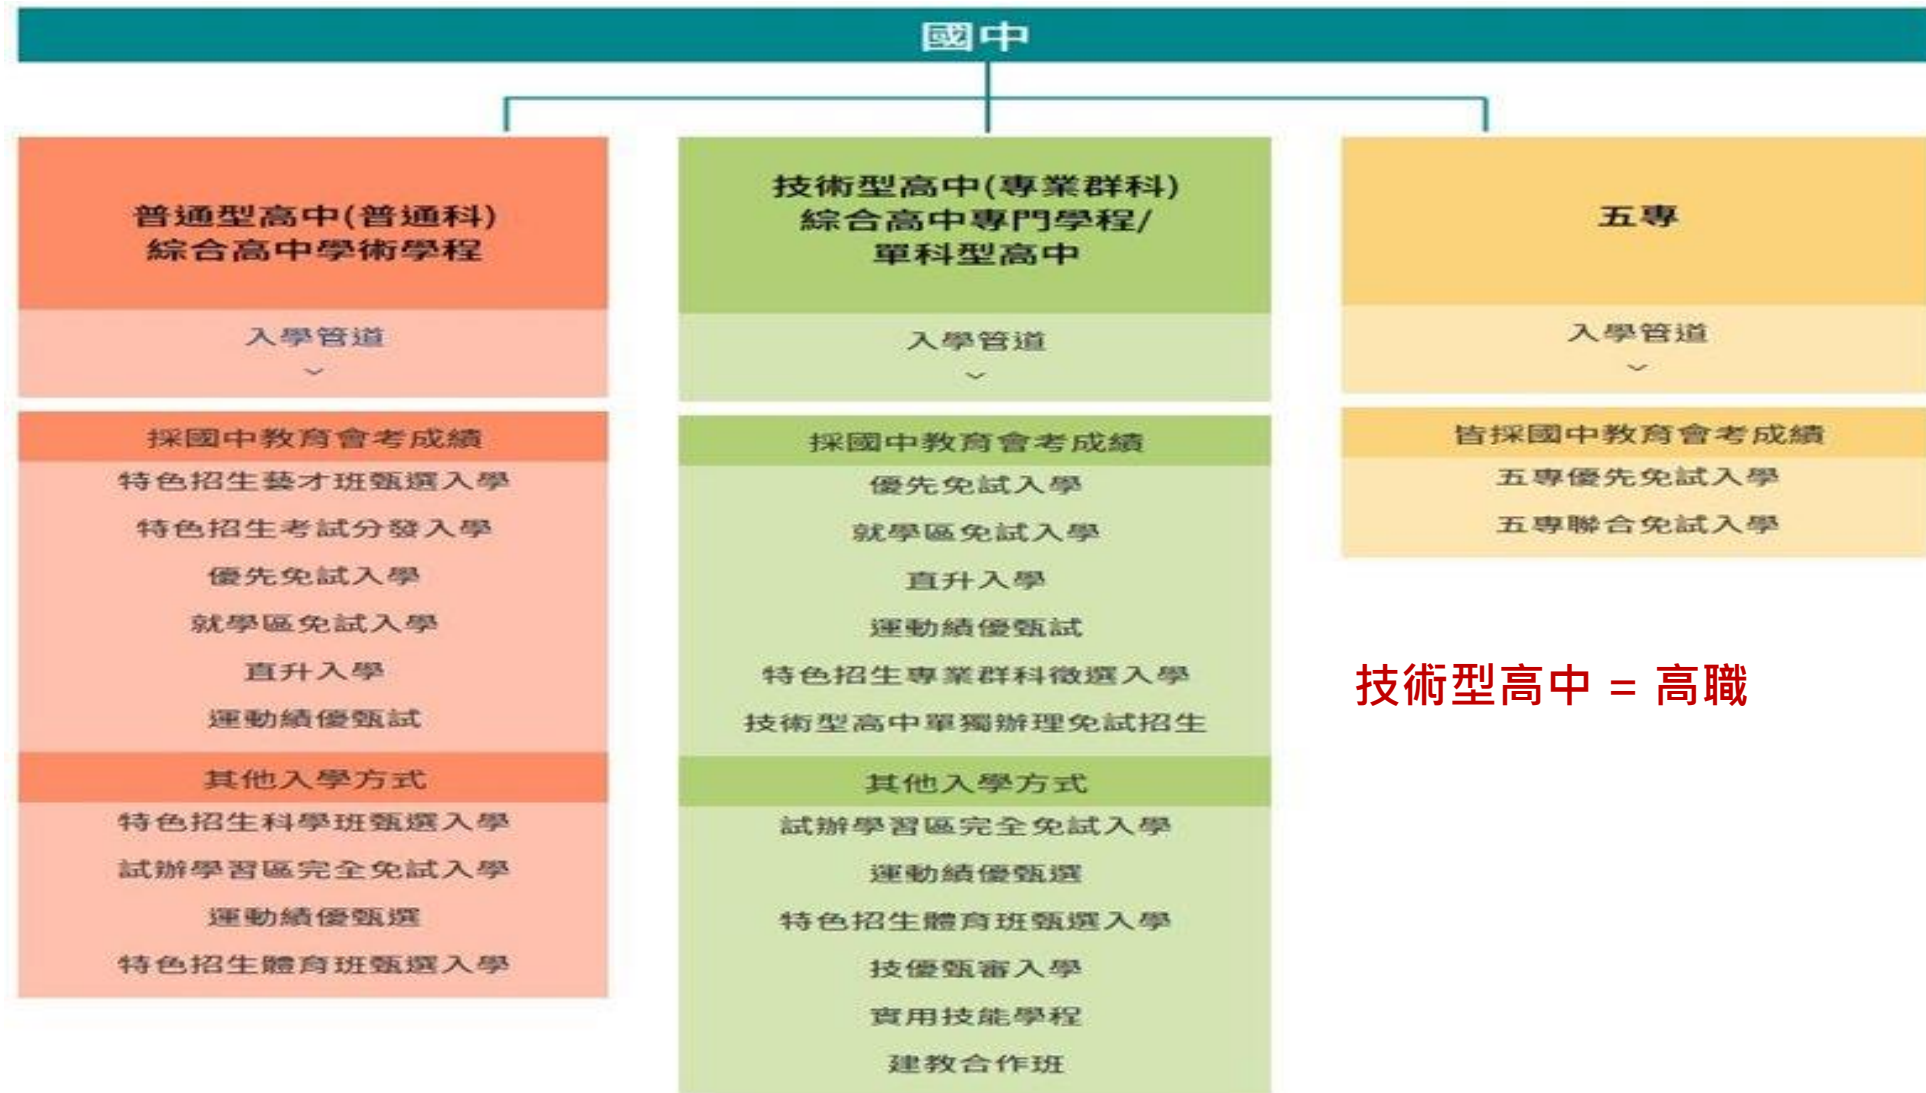 國中
普通型高中(普通科)
綜合高中學術學程
入學管道
採國中教育會考成績
特色招生藝才班甄選入學
特色招生考試分發入學
優先免試入學
就學區免試入學
直升入學
運動績優甄試
其他入學方式
特色招生科學班甄選入學
試辦學習區完全免試入學
運動績優甄選
特色招生體育班甄選入學
技術型高中(專業群科)
綜合高中專門學程/
單科型高中
入學管道
採國中教育會考成績
優先免試入學
就學區免試入學
直升入學
運動績優甄試
特色招生專業群科徵選入學
技術型高中單獨辦理免試招生
其他入學方式
試辦學習區完全免試入學
運動績優甄選
特色招生體育班甄選入學
技優甄審入學
實用技能學程
建教合作班
五專
入學管道
皆採國中教育會考成績
五專優先免試入學
五專聯合免試入學
技術型高中 = 高職